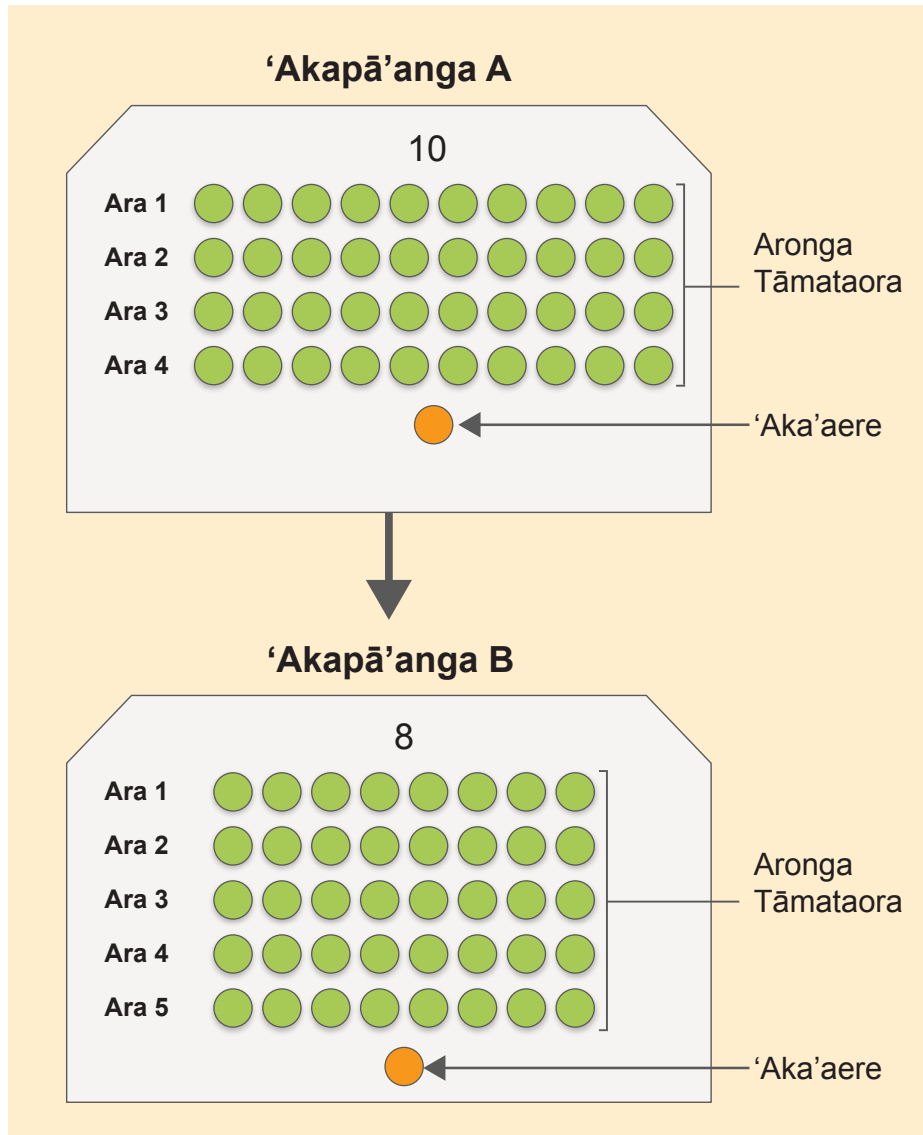 ‘Akapā’anga A
10
Ara 1
Ara 2
Ara 3
Ara 4
Aronga
Tāmataora
‘Aka’aere
‘Akapā’anga B
8
Ara 1
Ara 2
Ara 3
Ara 4
Ara 5
Aronga
Tāmataora
‘Aka’aere